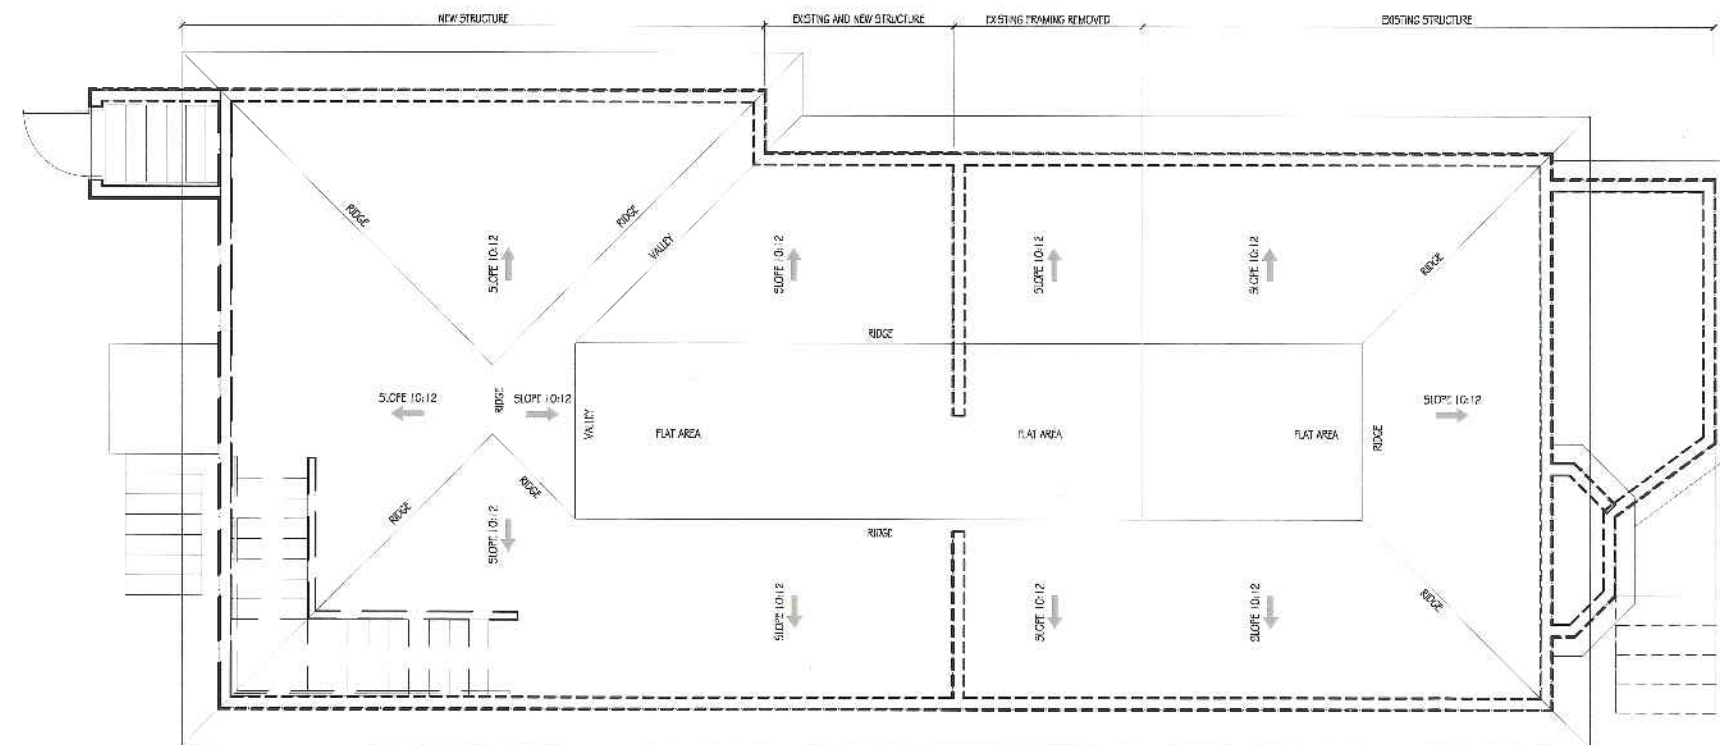 NEW STRUCTURE
EXISTING AND NEW STRUCTURE
EXISTING FRAMING REMOVED
EXISTING STRUCTURE
RIDGE
RIDGE
VALLEY
SLOPE 10:12
SLOPE 10:12
SLOPE 10:12
SLOPE 10:12
RIDGE
RIDGE
SLOPE 10:12
RIDGE
SLOPE 10:12
VALLEY
FLAT AREA
FLAT AREA
FLAT AREA
RIDGE
SLOPE 10:12
RIDGE
RIDGE
SLOPE 10:12
RIDGE
SLOPE 10:12
SLOPE 10:12
SLOPE 10:12
RIDGE